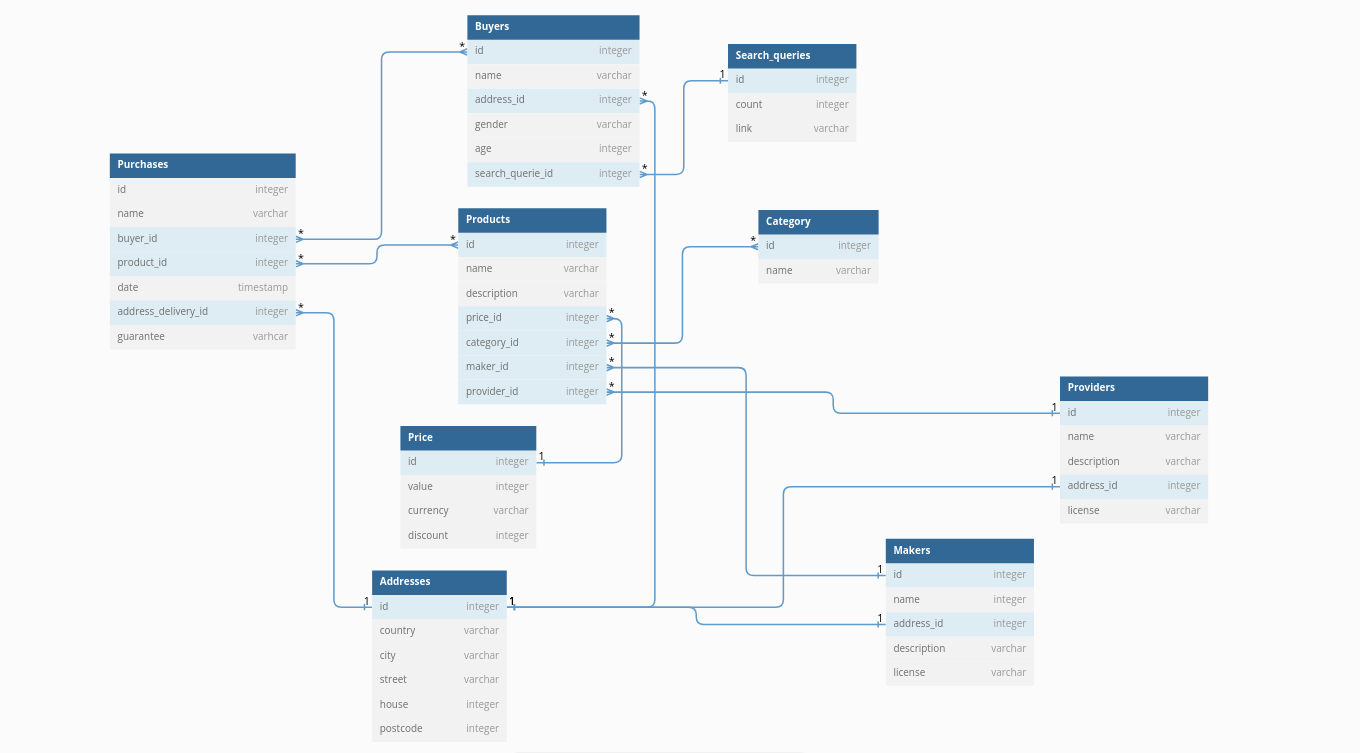 Buyers
id integer
name varchar
address_id integer
gender varchar
age integer
search_querie_id integer
Search_queries
id integer
count integer
link varchar
Purchases
id integer
name varchar
buyer_id integer
product_id integer
date timestamp
address_delivery_id integer
guarantee varhcar
Products
id integer
name varchar
description varchar
price_id integer
category_id integer
maker_id integer
provider_id integer
Category
id integer
name varchar
Providers
id integer
name varchar
description varchar
address_id integer
license varchar
Price
id integer
value integer
currency varchar
discount integer
Makers
id integer
name integer
address_id integer
description varchar
license varchar
Addresses
id integer
country varchar
city varchar
street varchar
house integer
postcode integer
*
*
*
1
*
*
*
*
*
*
*
*
*
1
1
1
1
1
1
1